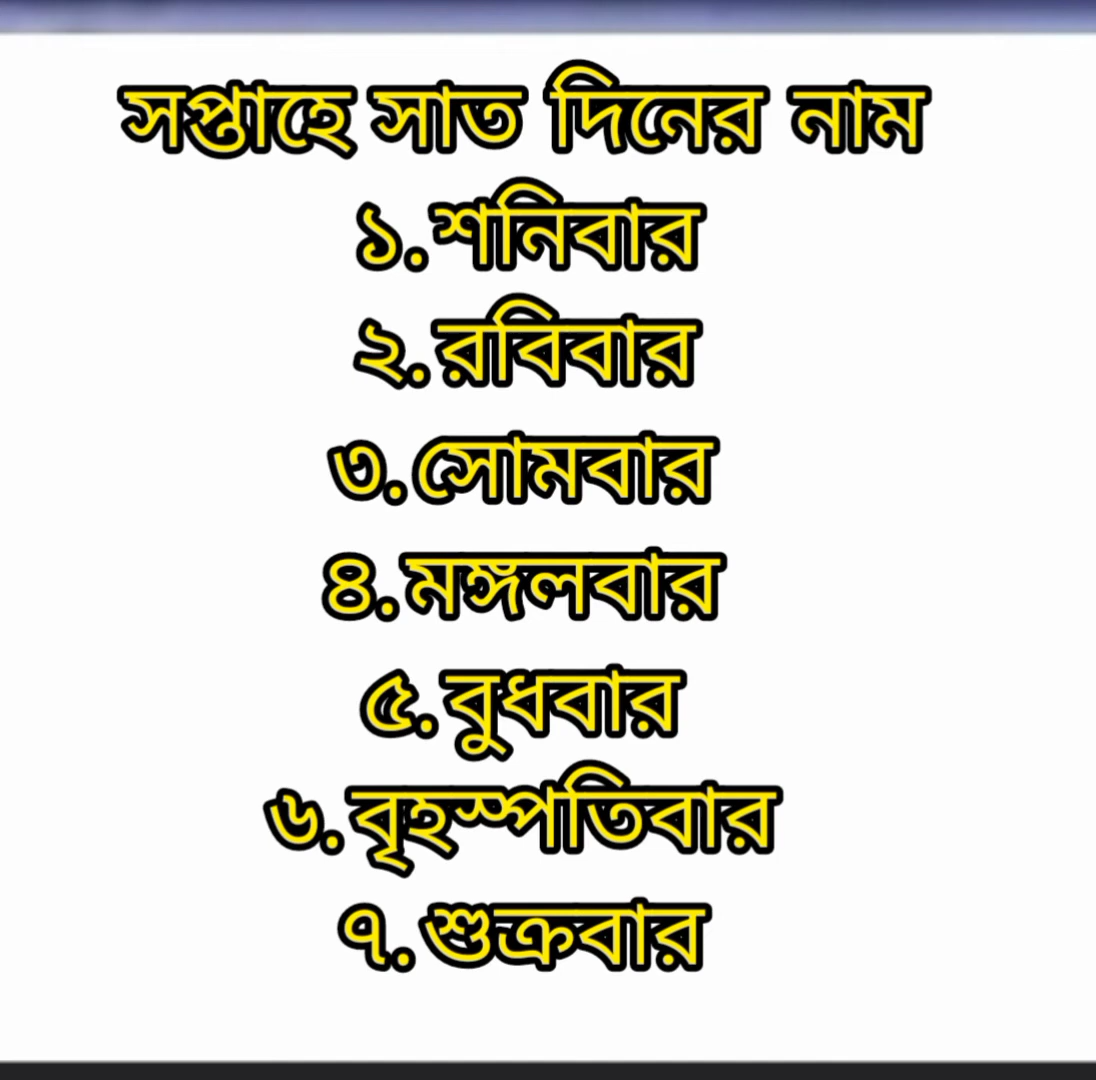 সপ্তাহে সাত দিনের নাম
১.শনিবার
২.রবিবার
৩.সোমবার
৪.মঙ্গলবার
৫.বুধবার
৬.বৃহস্পতিবার
৭.শুক্রবার